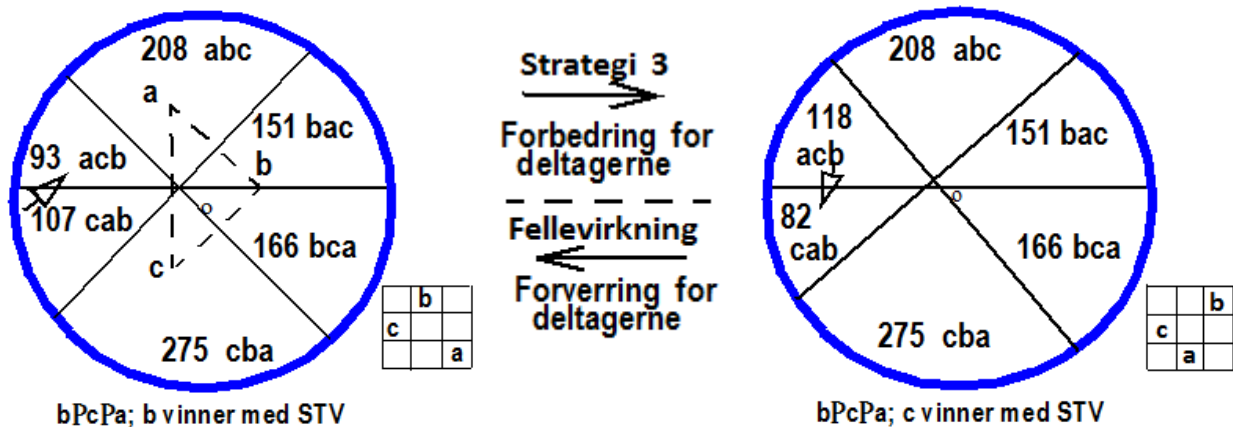 208 abc
a
151 bac
93 acb
b
107 cab
o
166 bca
c
275 cba
b
c
a
bPcPa; b vinner med STV
Strategi 3
Forbedring for
deltagerne
Fellevirkning
Forverring for
deltagerne
208 abc
118
acb
151 bac
o
82
cab
166 bca
275 cba
b
c
a
bPcPa; c vinner med STV